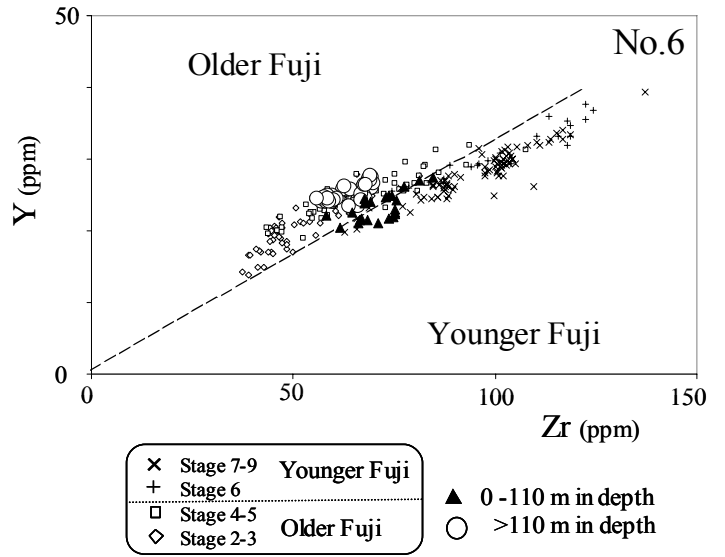 50
No.6
Older Fuji
Y (ppm)
Younger Fuji
0
0
50
100
150
Zr (ppm)
Stage 7-9
Stage 6
Younger Fuji
Stage 4-5
Stage 2-3
Older Fuji
0 -110 m in depth
>110 m in depth